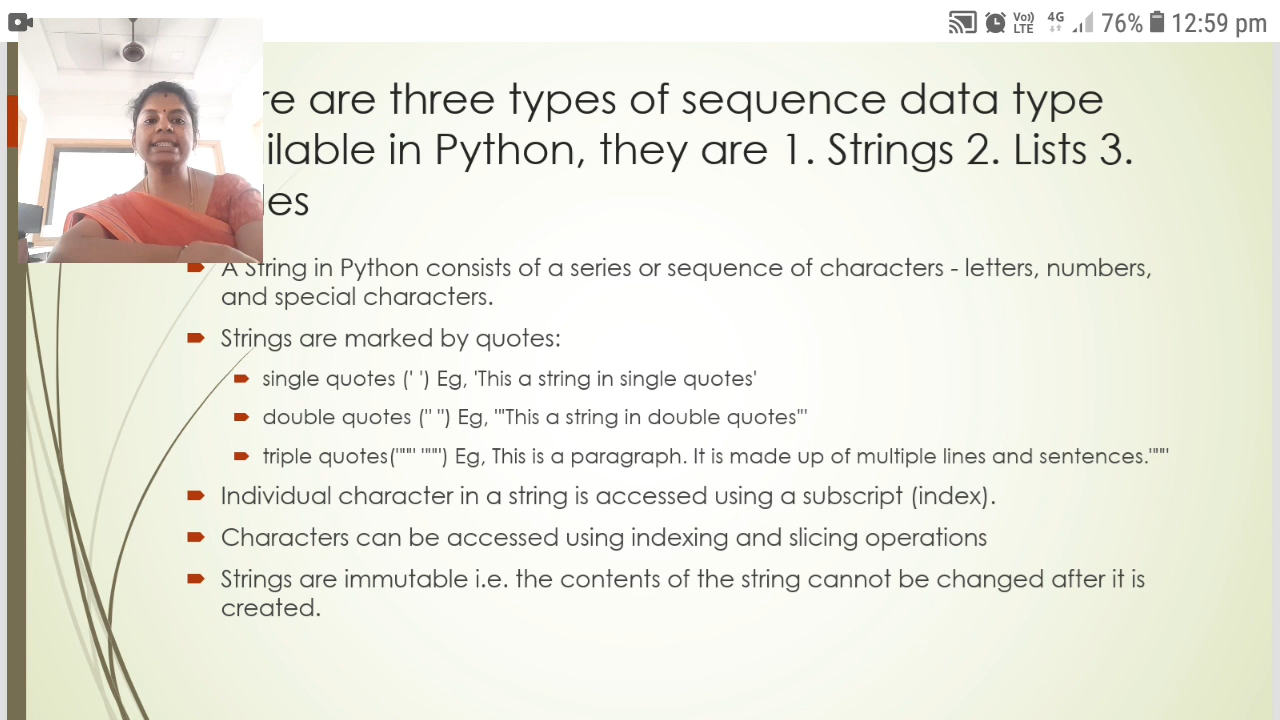 Vo))
LTE
4G
76%
12:59 pm
re are three types of sequence data type
ilable in Python, they are 1. Strings 2. Lists 3.
es
A String in Python consists of a series or sequence of characters - letters, numbers,
and special characters.
Strings are marked by quotes:
single quotes (' ') Eg, 'This a string in single quotes'
double quotes (" ") Eg, "'This a string in double quotes"'
triple quotes(""" """) Eg, This is a paragraph. It is made up of multiple lines and sentences."""
Individual character in a string is accessed using a subscript (index).
Characters can be accessed using indexing and slicing operations
Strings are immutable i.e. the contents of the string cannot be changed after it is
created.